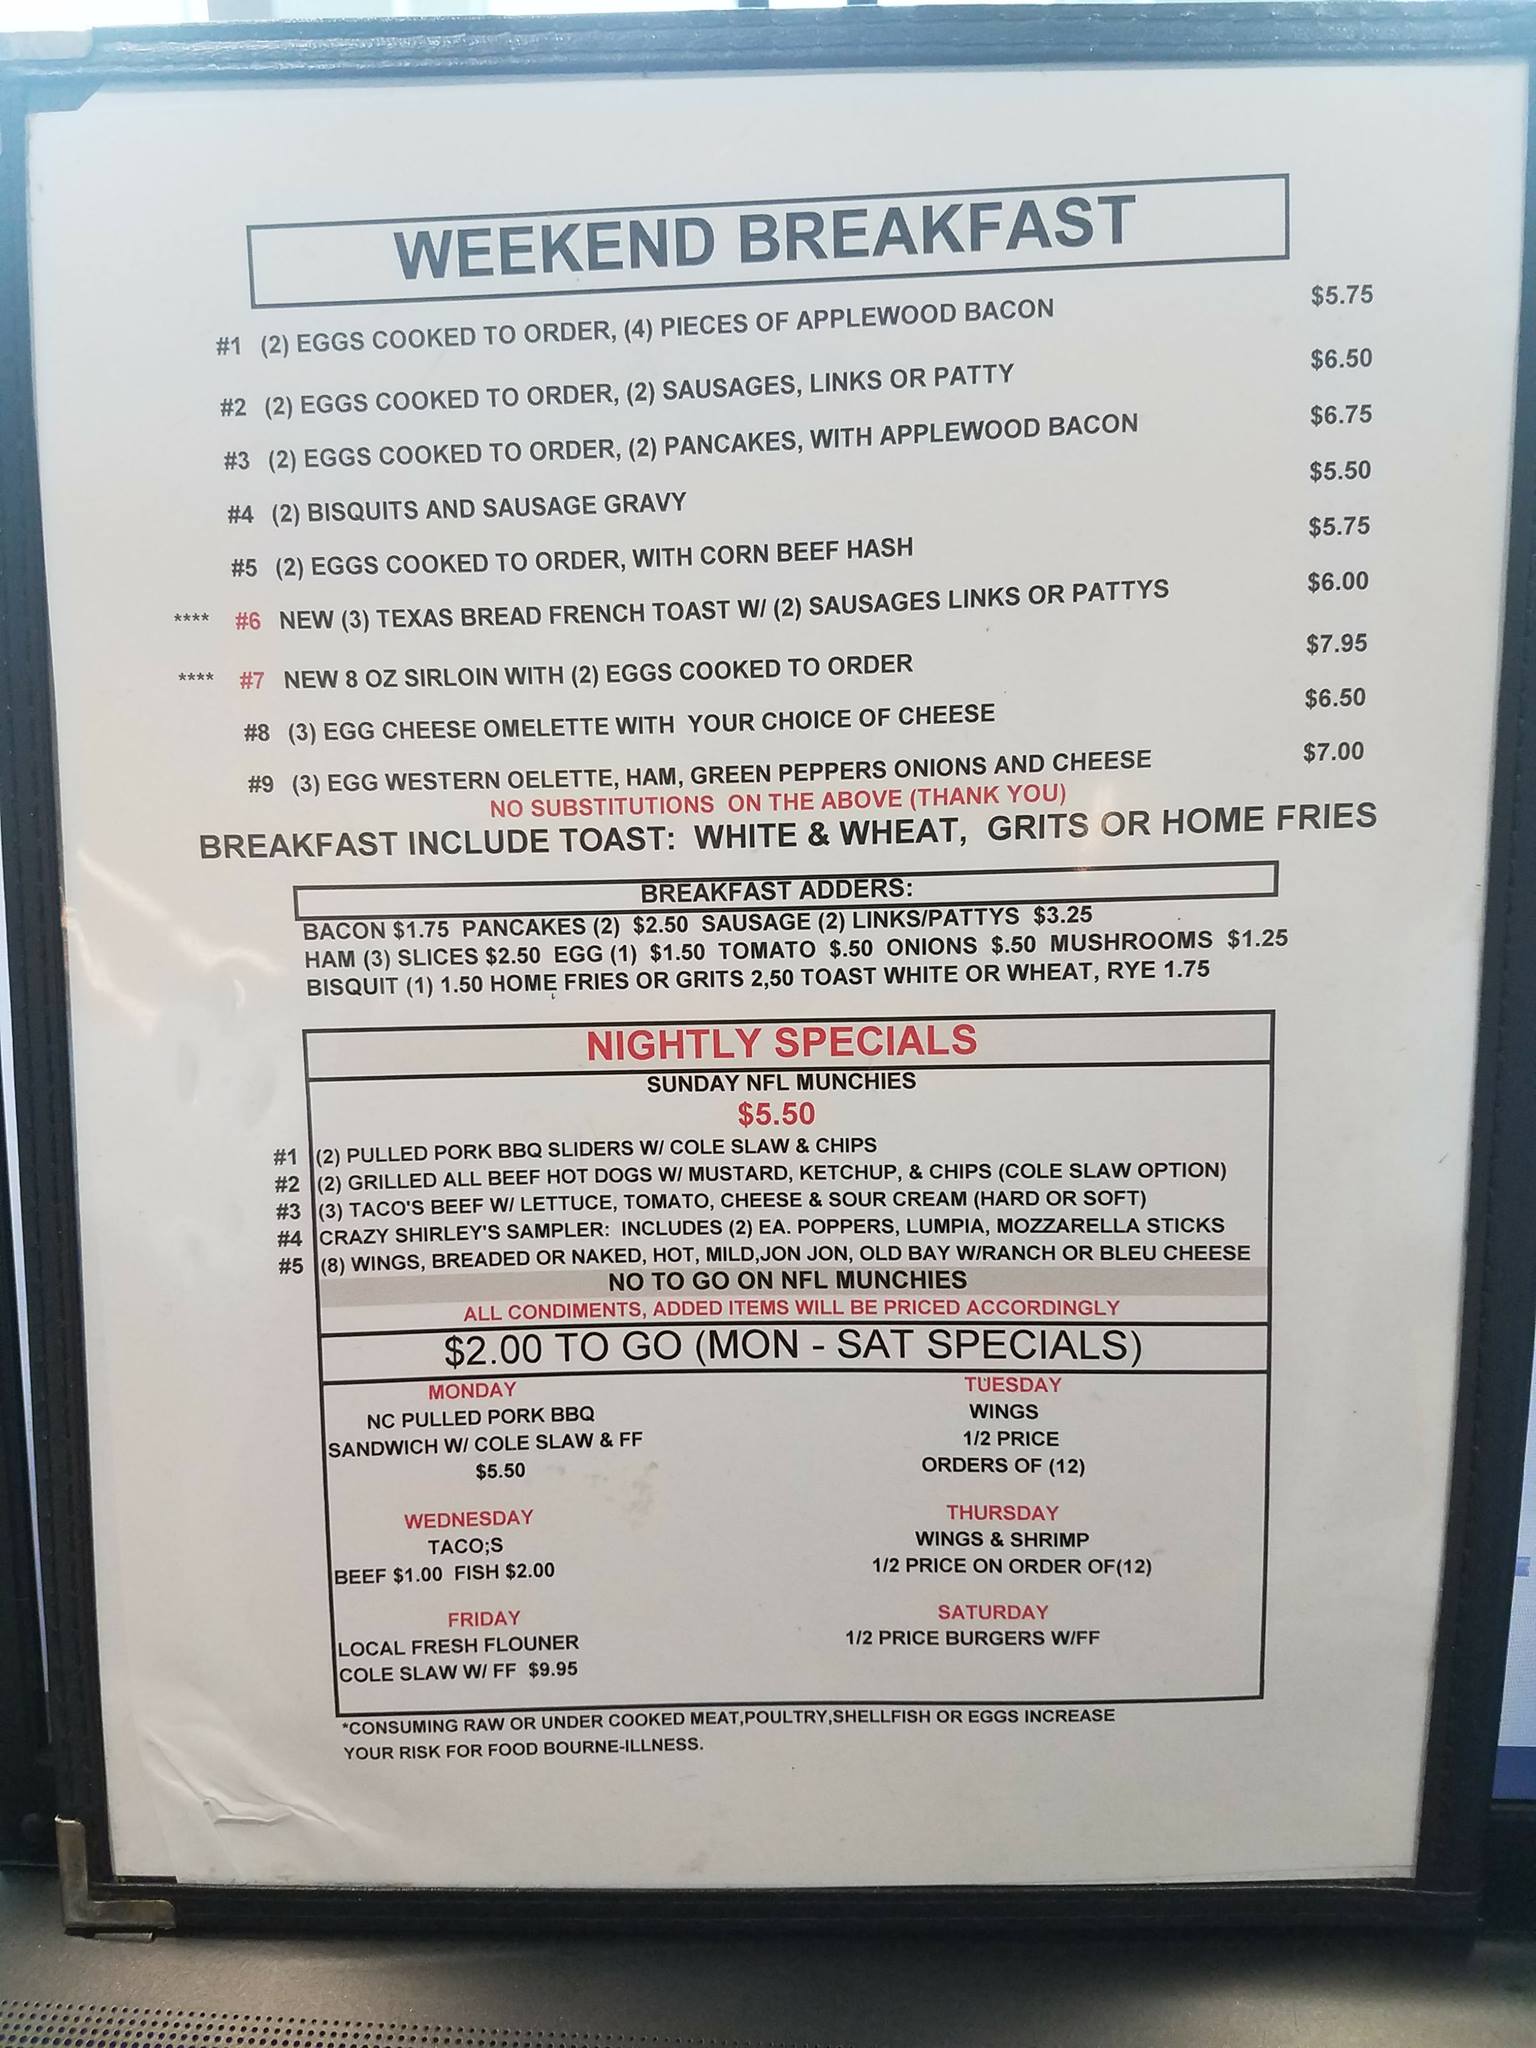 WEEKEND BREAKFAST
#1 (2) EGGS COOKED TO ORDER, (4) PIECES OF APPLEWOOD BACON $5.75
#2 (2) EGGS COOKED TO ORDER, (2) SAUSAGES, LINKS OR PATTY $6.50
#3 (2) EGGS COOKED TO ORDER, (2) PANCAKES, WITH APPLEWOOD BACON $6.75
#4 (2) BISQUITS AND SAUSAGE GRAVY $5.50
#5 (2) EGGS COOKED TO ORDER, WITH CORN BEEF HASH $5.75
**** #6 NEW (3) TEXAS BREAD FRENCH TOAST W/ (2) SAUSAGES LINKS OR PATTYS $6.00
**** #7 NEW 8 OZ SIRLOIN WITH (2) EGGS COOKED TO ORDER $7.95
#8 (3) EGG CHEESE OMELETTE WITH YOUR CHOICE OF CHEESE $6.50
#9 (3) EGG WESTERN OELETTE, HAM, GREEN PEPPERS ONIONS AND CHEESE $7.00
NO SUBSTITUTIONS ON THE ABOVE (THANK YOU)
BREAKFAST INCLUDE TOAST: WHITE & WHEAT, GRITS OR HOME FRIES
BREAKFAST ADDERS:
BACON $1.75 PANCAKES (2) $2.50 SAUSAGE (2) LINKS/PATTYS $3.25
HAM (3) SLICES $2.50 EGG (1) $1.50 TOMATO $.50 ONIONS $.50 MUSHROOMS $1.25
BISQUIT (1) 1.50 HOME FRIES OR GRITS 2,50 TOAST WHITE OR WHEAT, RYE 1.75
NIGHTLY SPECIALS
SUNDAY NFL MUNCHIES
$5.50
#1 (2) PULLED PORK BBQ SLIDERS W/ COLE SLAW & CHIPS
#2 (2) GRILLED ALL BEEF HOT DOGS W/ MUSTARD, KETCHUP, & CHIPS (COLE SLAW OPTION)
#3 (3) TACO'S BEEF W/ LETTUCE, TOMATO, CHEESE & SOUR CREAM (HARD OR SOFT)
#4 CRAZY SHIRLEY'S SAMPLER: INCLUDES (2) EA. POPPERS, LUMPIA, MOZZARELLA STICKS
#5 (8) WINGS, BREADED OR NAKED, HOT, MILD,JON JON, OLD BAY W/RANCH OR BLEU CHEESE
NO TO GO ON NFL MUNCHIES
ALL CONDIMENTS, ADDED ITEMS WILL BE PRICED ACCORDINGLY
$2.00 TO GO (MON - SAT SPECIALS)
MONDAY
NC PULLED PORK BBQ
SANDWICH W/ COLE SLAW & FF
$5.50
TUESDAY
WINGS
1/2 PRICE
ORDERS OF (12)
WEDNESDAY
TACO;S
BEEF $1.00 FISH $2.00
THURSDAY
WINGS & SHRIMP
1/2 PRICE ON ORDER OF(12)
FRIDAY
LOCAL FRESH FLOUNER
COLE SLAW W/ FF $9.95
SATURDAY
1/2 PRICE BURGERS W/FF
*CONSUMING RAW OR UNDER COOKED MEAT,POULTRY,SHELLFISH OR EGGS INCREASE
YOUR RISK FOR FOOD BOURNE-ILLNESS.